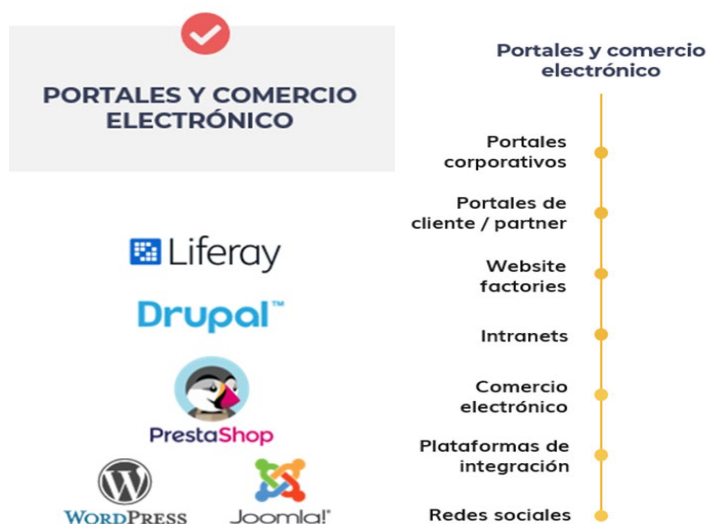 PORTALES Y COMERCIO
ELECTRÓNICO
Liferay
Drupal™
PrestaShop
WORDPRESS
Joomla!®
Portales y comercio
electrónico
Portales
corporativos
Portales de
cliente / partner
Website
factories
Intranets
Comercio
electrónico
Plataformas de
integración
Redes sociales